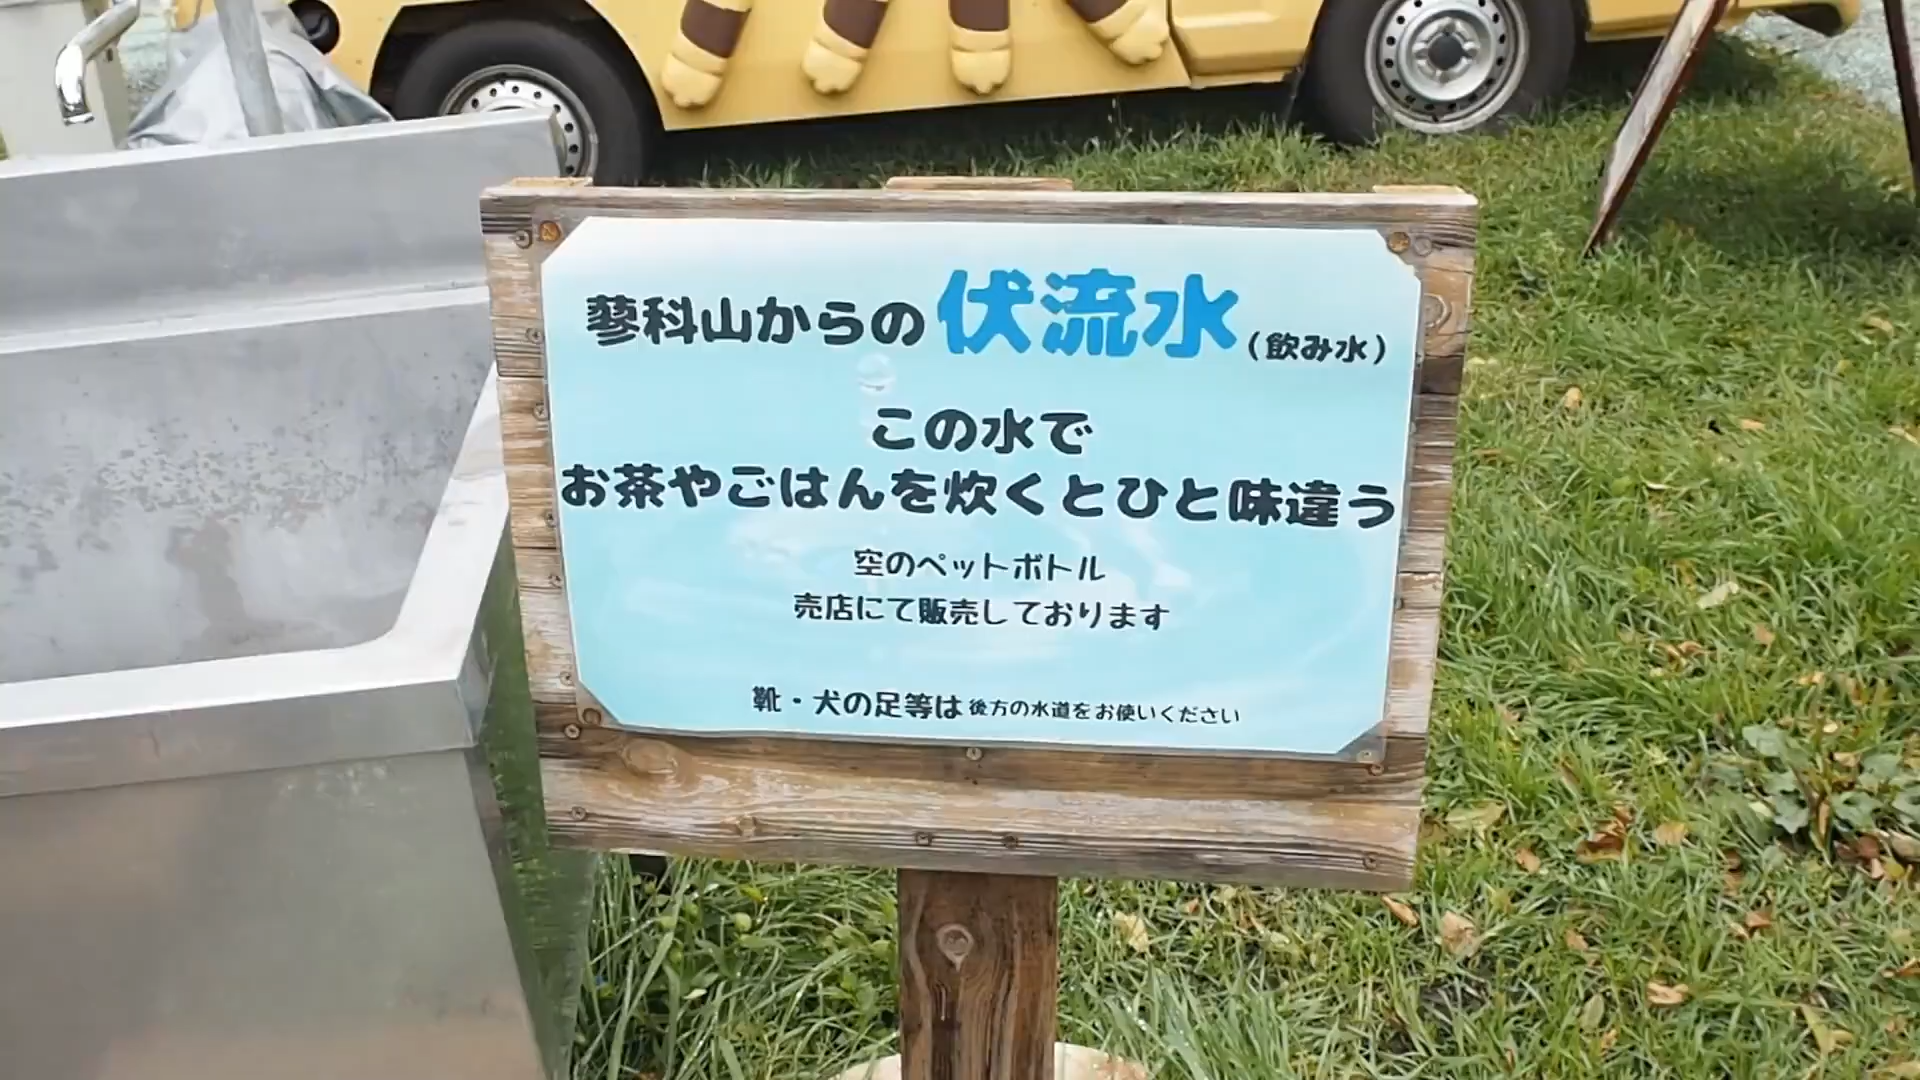 蓼科山からの伏流水(飲み水)
この水で
お茶やごはんを炊くとひと味違う
空のペットボトル
売店にて販売しております
靴・犬の足等は後方の水道をお使いください